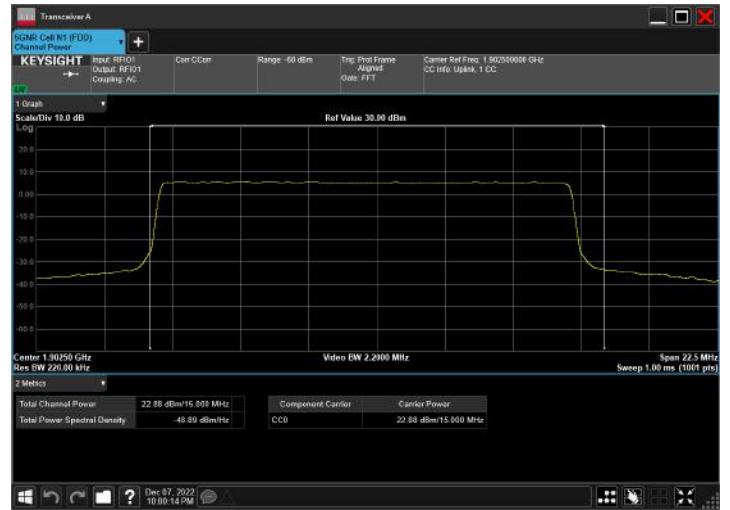 Transceiver A
5GNR Cell N1 (FDD)
Channel Power
KEYSIGHT
Input: RFIO1
Output: RFIO1
Coupling: AC
Corr CCorr
Range -60 dBm
Trig: Prot Frame
Aligned
Gate: FFT
Carrier Ref Freq: 1.902500000 GHz
CC Info: Uplink, 1 CC
1 Graph
Scale/Div 10.0 dB
Ref Value 30.00 dBm
Log
20.0
10.0
0.00
-10.0
-20.0
-30.0
-40.0
-50.0
-60.0
Center 1.90250 GHz
Video BW 2.2000 MHz
Span 22.5 MHz
Res BW 220.00 kHz
Sweep 1.00 ms (1001 pts)
2 Metrics
Total Channel Power 22.88 dBm/15.000 MHz
Total Power Spectral Density -48.89 dBm/Hz
Component Carrier Carrier Power
CC0 22.88 dBm/15.000 MHz
Dec 07, 2022
10:00:14 PM